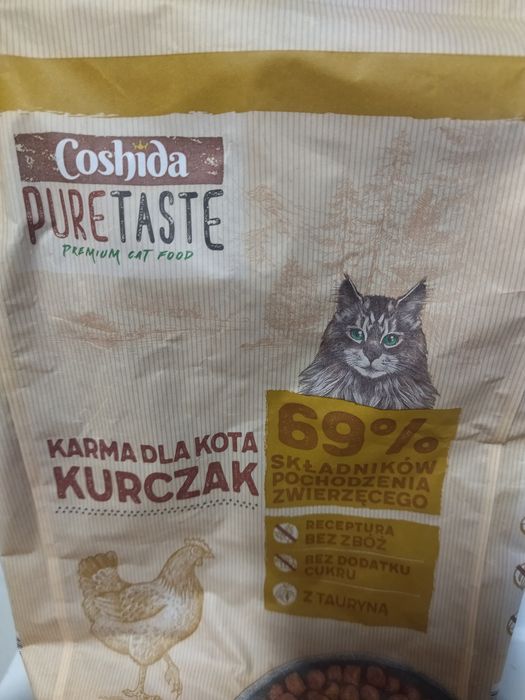 Coshida
PURETASTE
PREMIUM CAT FOOD
KARMA DLA KOTA
KURCZAK
69%
SKŁADNIKÓW
POCHODZENIA
ZWIERZĘCEGO
RECEPTURA
BEZ ZBÓŻ
BEZ DODATKU
CUKRU
Z TAURYNĄ